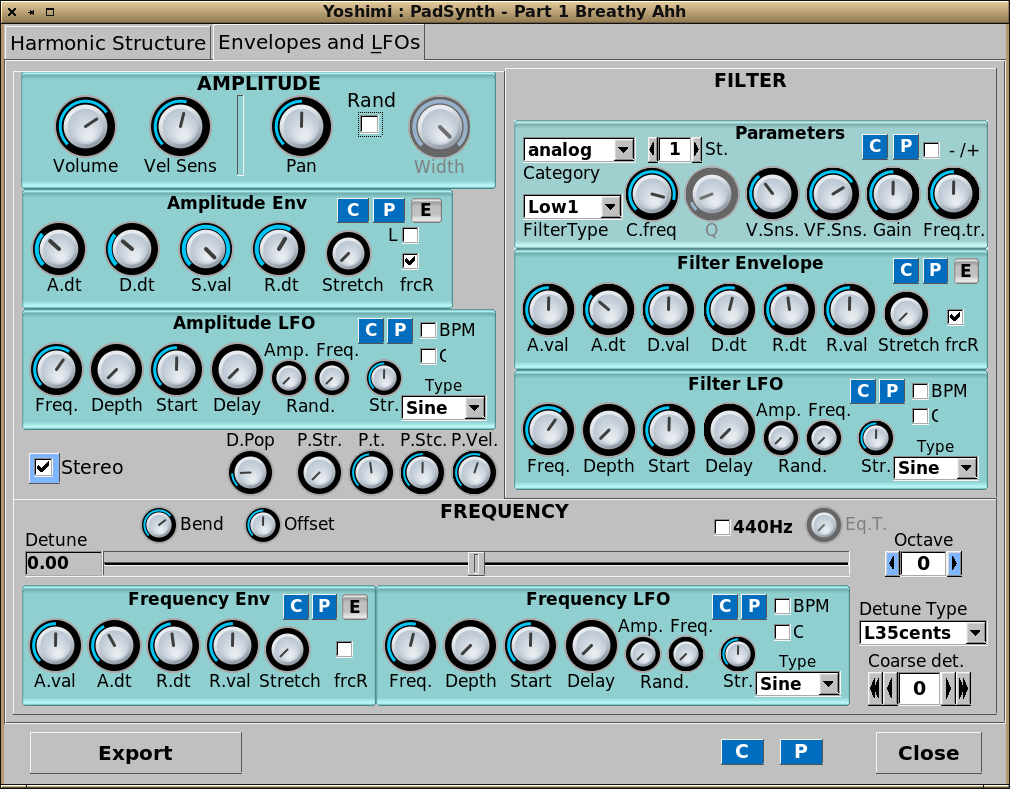 Yoshimi : PadSynth - Part 1 Breathy Ahh
Harmonic Structure Envelopes and LFOs
AMPLITUDE
Rand
Volume Vel Sens Pan Width
Amplitude Env C P E
L
A.dt D.dt S.val R.dt Stretch frcR
Amplitude LFO C P BPM
C
Amp. Freq.
Type
Freq. Depth Start Delay Rand. Str. Sine
D.Pop P.Str. P.t. P.Stc. P.Vel.
Stereo
FILTER
Parameters
analog 1 St. C P - /+
Category
Low1
FilterType C.freq Q V.Sns. VF.Sns. Gain Freq.tr.
Filter Envelope C P E
A.val A.dt D.val D.dt R.dt R.val Stretch frcR
Filter LFO C P BPM
C
Amp. Freq.
Type
Freq. Depth Start Delay Rand. Str. Sine
FREQUENCY
Bend Offset 440Hz Eq.T.
Detune Octave
0.00 0
Frequency Env C P E
A.val A.dt R.dt R.val Stretch frcR
Frequency LFO C P BPM
C
Amp. Freq.
Type
Freq. Depth Start Delay Rand. Str. Sine
Detune Type
L35cents
Coarse det.
0
Export C P Close